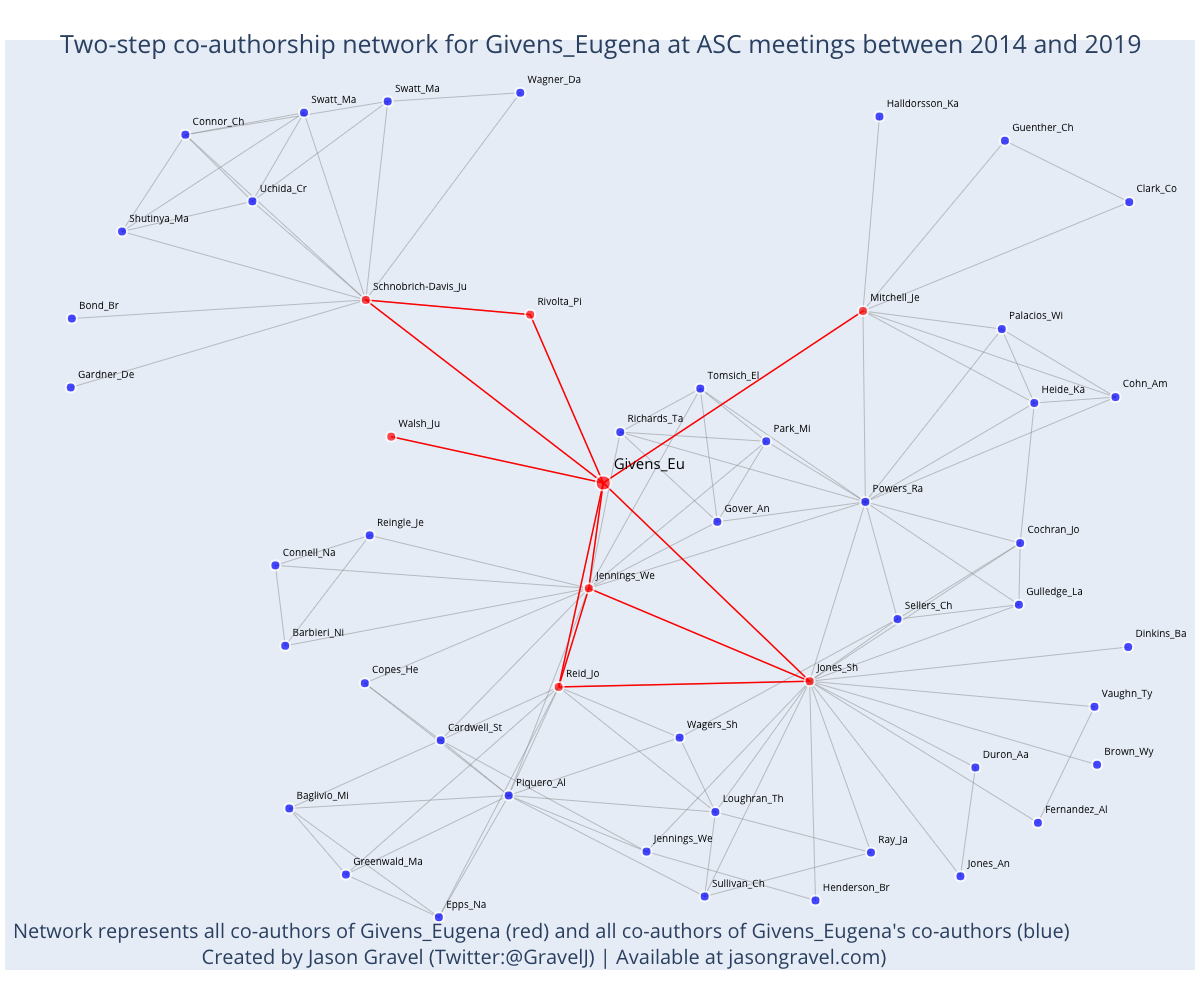 Two-step co-authorship network for Givens_Eugena at ASC meetings between 2014 and 2019
Wagner_Da
Swatt_Ma
Swatt_Ma
Halldorsson_Ka
Connor_Ch
Guenther_Ch
Uchida_Cr
Clark_Co
Shutinya_Ma
Schnobrich-Davis_Ju
Mitchell_Je
Bond_Br
Rivolta_Pi
Palacios_Wi
Gardner_De
Tomsich_El
Heide_Ka
Cohn_Am
Walsh_Ju
Richards_Ta
Park_Mi
Givens_Eu
Powers_Ra
Gover_An
Reingle_Je
Cochran_Jo
Connell_Na
Jennings_We
Gulledge_La
Sellers_Ch
Barbieri_Ni
Dinkins_Ba
Copes_He
Reid_Jo
Jones_Sh
Vaughn_Ty
Cardwell_St
Wagers_Sh
Duron_Aa
Brown_Wy
Piquero_Al
Baglivio_Mi
Loughran_Th
Fernandez_Al
Jennings_We
Ray_Ja
Greenwald_Ma
Jones_An
Sullivan_Ch
Henderson_Br
Epps_Na
Network represents all co-authors of Givens_Eugena (red) and all co-authors of Givens_Eugena's co-authors (blue)
Created by Jason Gravel (Twitter:@GravelJ) | Available at jasongravel.com)